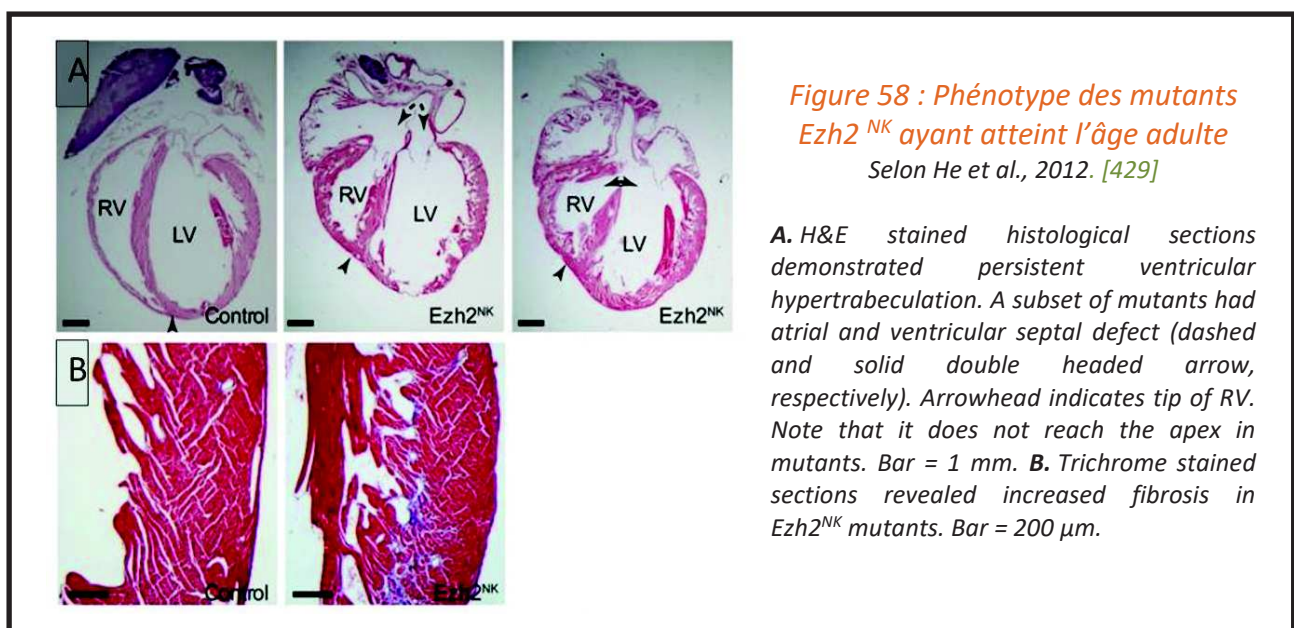 A
RV
LV
Control
Ezh2NK
RV
LV
Ezh2NK
RV
LV
B
Control
Ezh2NK
Figure 58 : Phénotype des mutants
Ezh2 NK ayant atteint l’âge adulte
Selon He et al., 2012. [429]
A. H&E stained histological sections
demonstrated persistent ventricular
hypertrabeculation. A subset of mutants had
atrial and ventricular septal defect (dashed
and solid double headed arrow,
respectively). Arrowhead indicates tip of RV.
Note that it does not reach the apex in
mutants. Bar = 1 mm. B. Trichrome stained
sections revealed increased fibrosis in
Ezh2NK mutants. Bar = 200 µm.